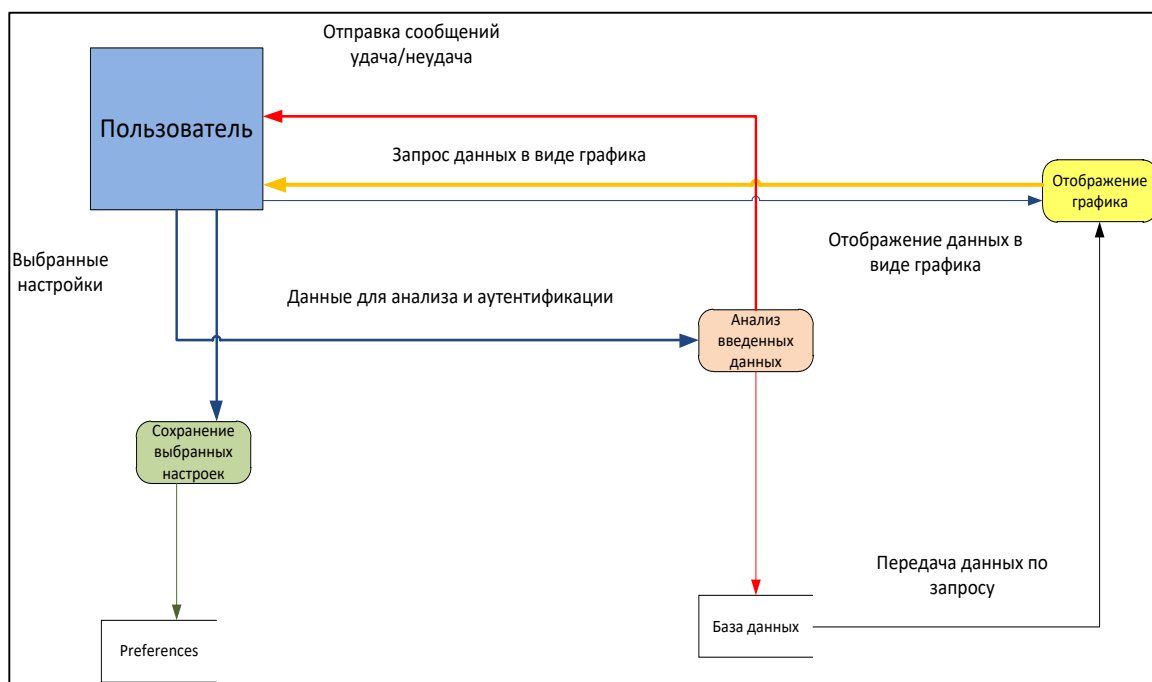 Отправка сообщений
удача/неудача
Пользователь
Запрос данных в виде графика
Отображение
графика
Выбранные
настройки
Отображение данных в
виде графика
Данные для анализа и аутентификации
Анализ
введенных
данных
Сохранение
выбранных
настроек
Передача данных по
запросу
База данных
Preferences